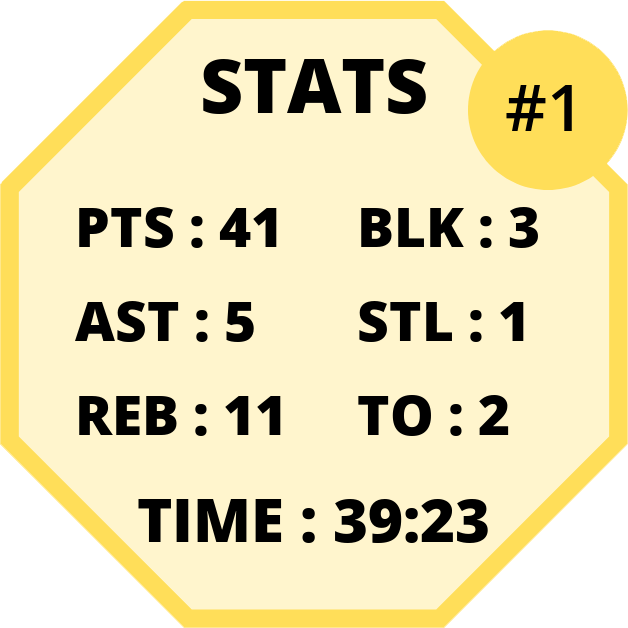 STATS
#1
PTS : 41
BLK : 3
AST : 5
STL : 1
REB : 11
TO : 2
TIME : 39:23